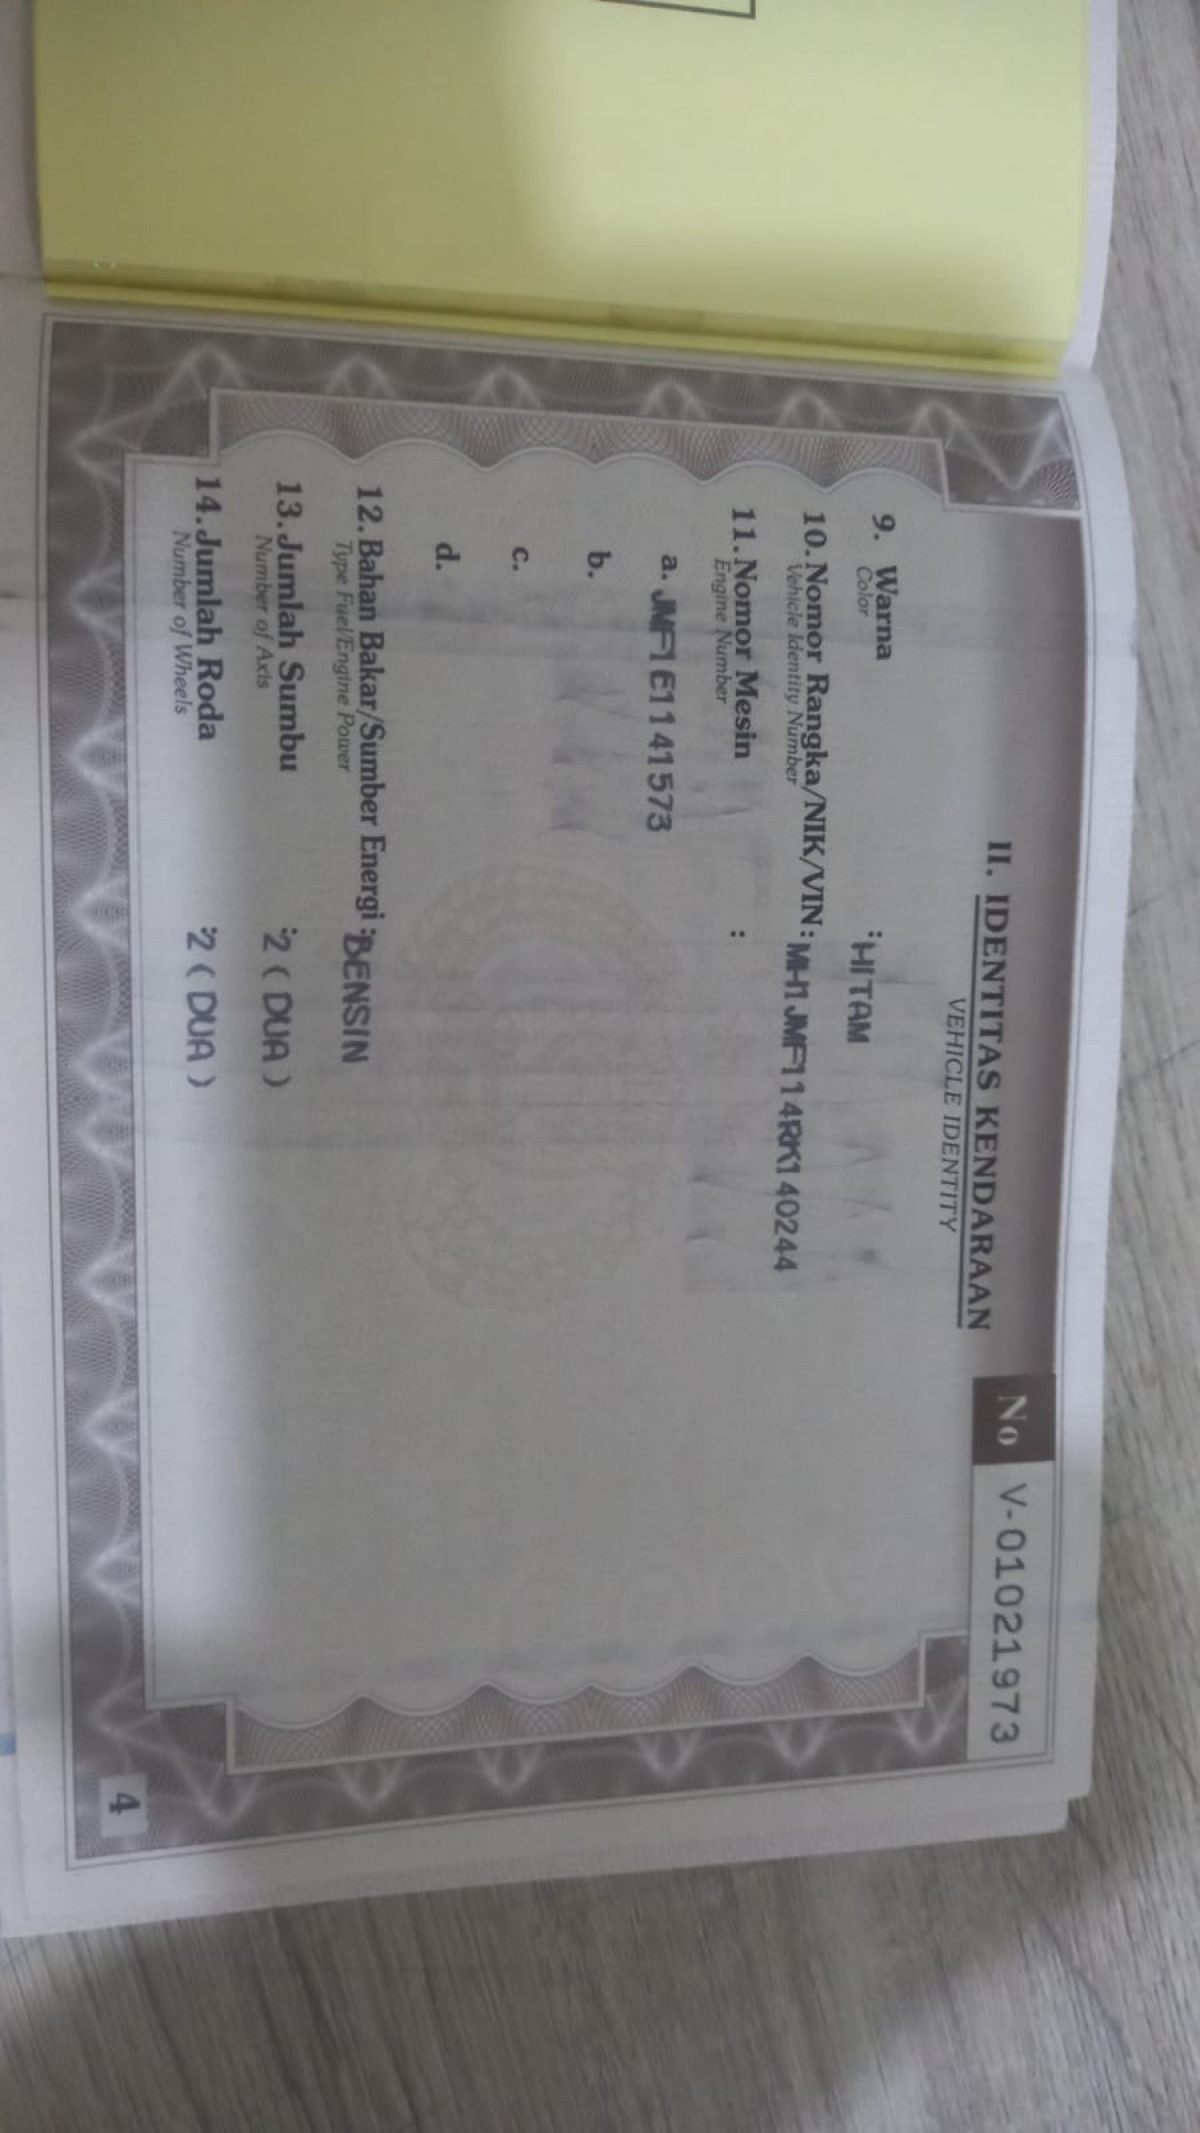 II. IDENTITAS KENDARAAN
VEHICLE IDENTITY
No V-01021973
9. Warna : HITAM
Color
10. Nomor Rangka/NIK/VIN : MH1JMF114RK140244
Vehicle Identity Number
11. Nomor Mesin :
Engine Number
a. JMF1E1141573
b.
c.
d.
12. Bahan Bakar/Sumber Energi : BENSIN
Type Fuel/Engine Power
13. Jumlah Sumbu : 2 ( DUA )
Number of Axis
14. Jumlah Roda : 2 ( DUA )
Number of Wheels
4